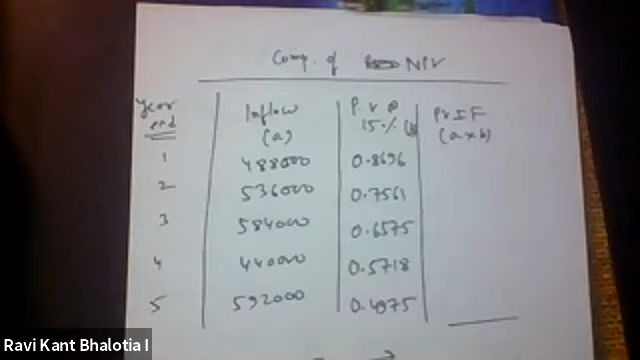 Comp. of NPV
Year end Inflow (a) P.V @ 15% (b) PVIF (axb)
1 488000 0.8696
2 536000 0.7561
3 584000 0.6575
4 440000 0.5718
5 592000 0.4975
Ravi Kant Bhalotia I